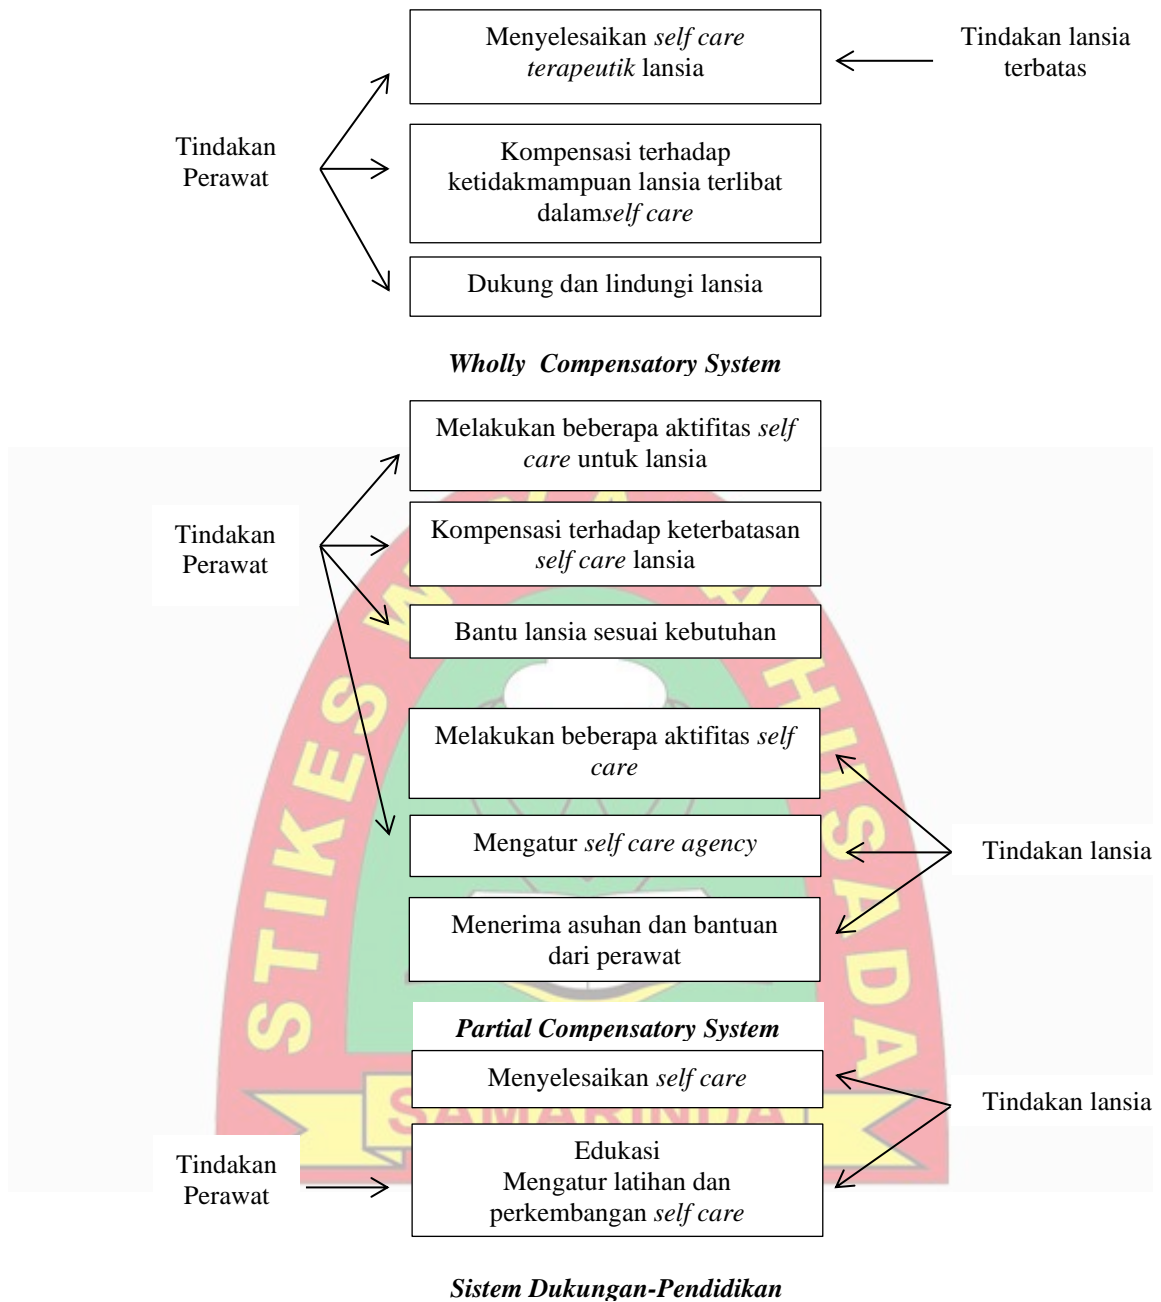 Menyelesaikan self care
terapeutik lansia
Tindakan lansia
terbatas
Tindakan
Perawat
Kompensasi terhadap
ketidakmampuan lansia terlibat
dalamself care
Dukung dan lindungi lansia
Wholly Compensatory System
Melakukan beberapa aktifitas self
care untuk lansia
Tindakan
Perawat
Kompensasi terhadap keterbatasan
self care lansia
Bantu lansia sesuai kebutuhan
Melakukan beberapa aktifitas self
care
Mengatur self care agency
Tindakan lansia
Menerima asuhan dan bantuan
dari perawat
Partial Compensatory System
Menyelesaikan self care
Tindakan lansia
Tindakan
Perawat
Edukasi
Mengatur latihan dan
perkembangan self care
Sistem Dukungan-Pendidikan
STIKES W A HUSADA
SAMARINDA